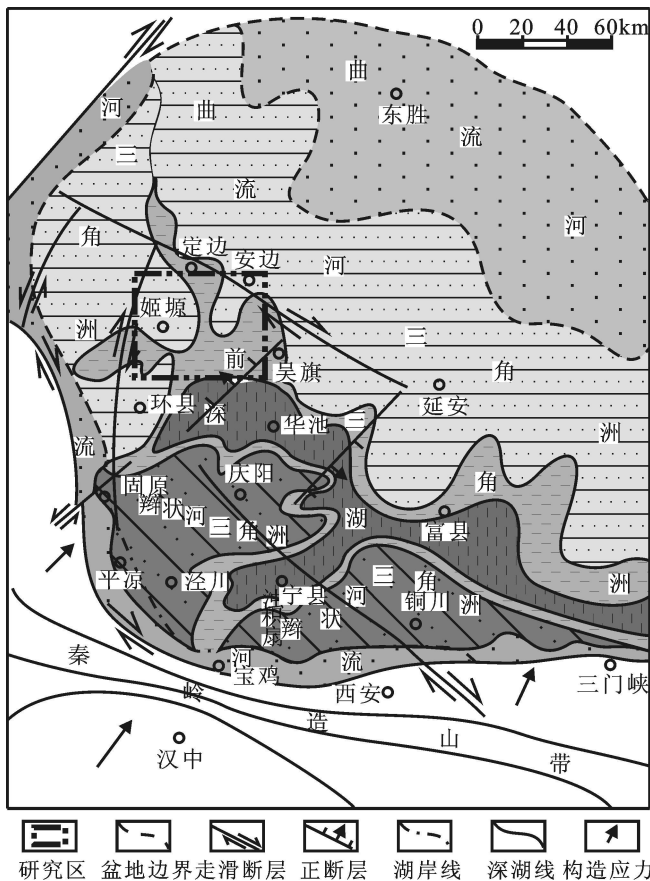 0 20 40 60km
曲流河
东胜
河流
曲流河
三角洲
三角洲
定边
安边
姬塬
前三角洲
吴旗
延安
环县
深湖
华池
庆阳
固原
辫状河三角洲
富县
平凉
泾川
宁县
铜川
辫状河三角洲
冲积扇
河流
宝鸡
西安
三门峡
秦岭造山带
汉中
研究区 盆地边界 走滑断层 正断层 湖岸线 深湖线 构造应力